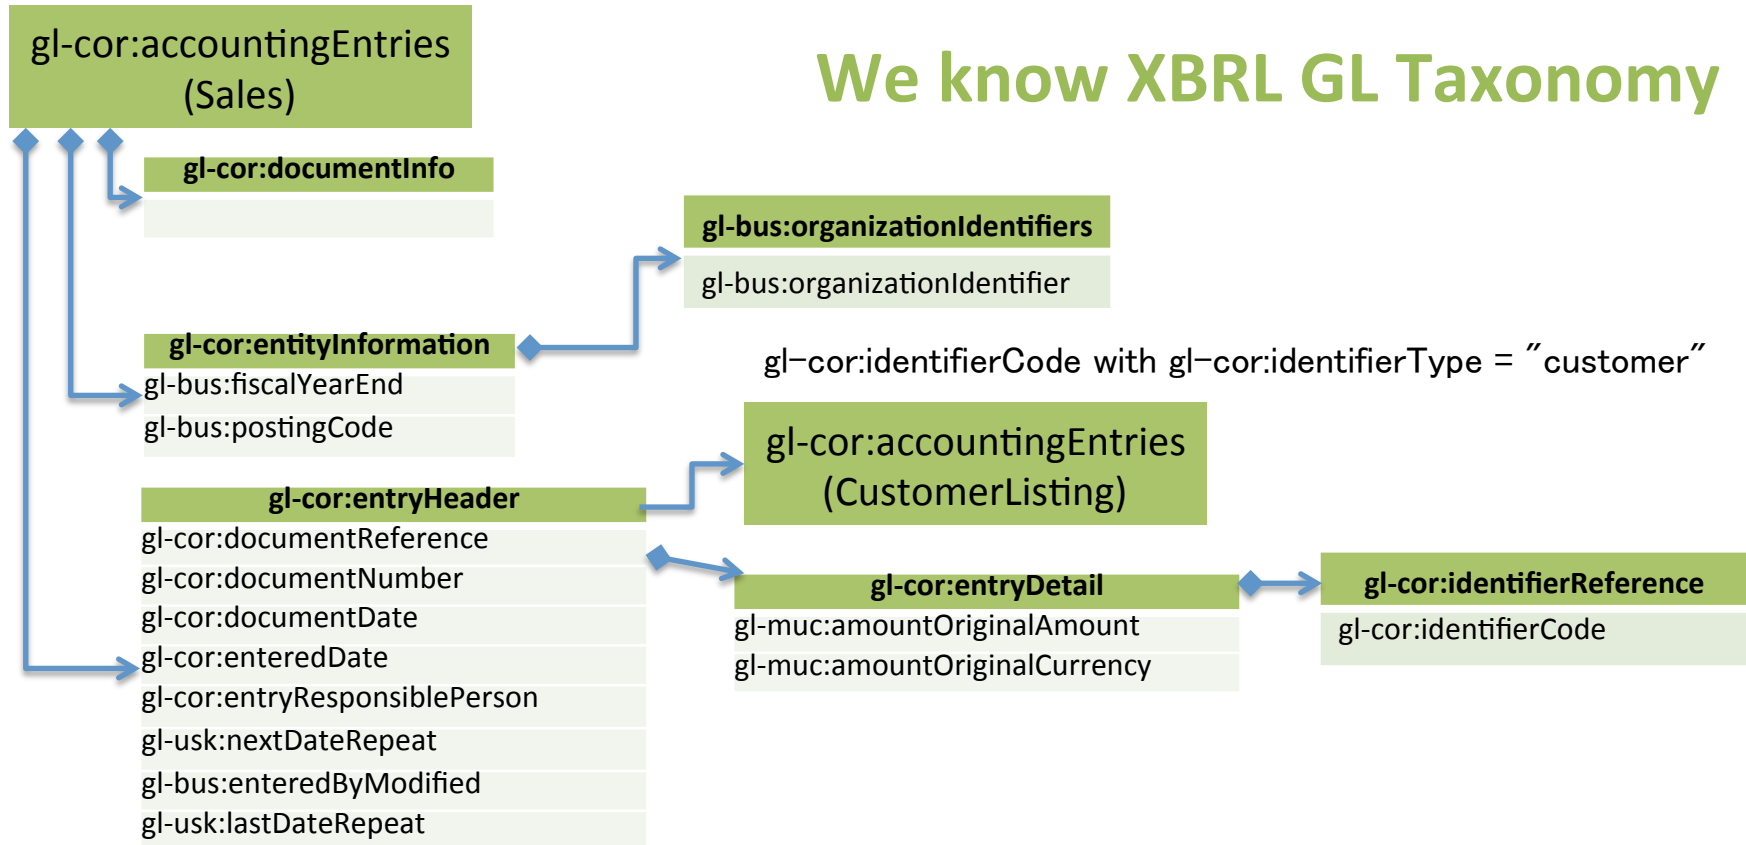 gl-cor:accountingEntries
(Sales)
We know XBRL GL Taxonomy
gl-cor:documentInfo
gl-bus:organizationIdentifiers
gl-bus:organizationIdentifier
gl-cor:entityInformation
gl-bus:fiscalYearEnd
gl-bus:postingCode
gl-cor:identifierCode with gl-cor:identifierType = "customer"
gl-cor:accountingEntries
(CustomerListing)
gl-cor:entryHeader
gl-cor:documentReference
gl-cor:documentNumber
gl-cor:documentDate
gl-cor:enteredDate
gl-cor:entryResponsiblePerson
gl-usk:nextDateRepeat
gl-bus:enteredByModified
gl-usk:lastDateRepeat
gl-cor:entryDetail
gl-muc:amountOriginalAmount
gl-muc:amountOriginalCurrency
gl-cor:identifierReference
gl-cor:identifierCode